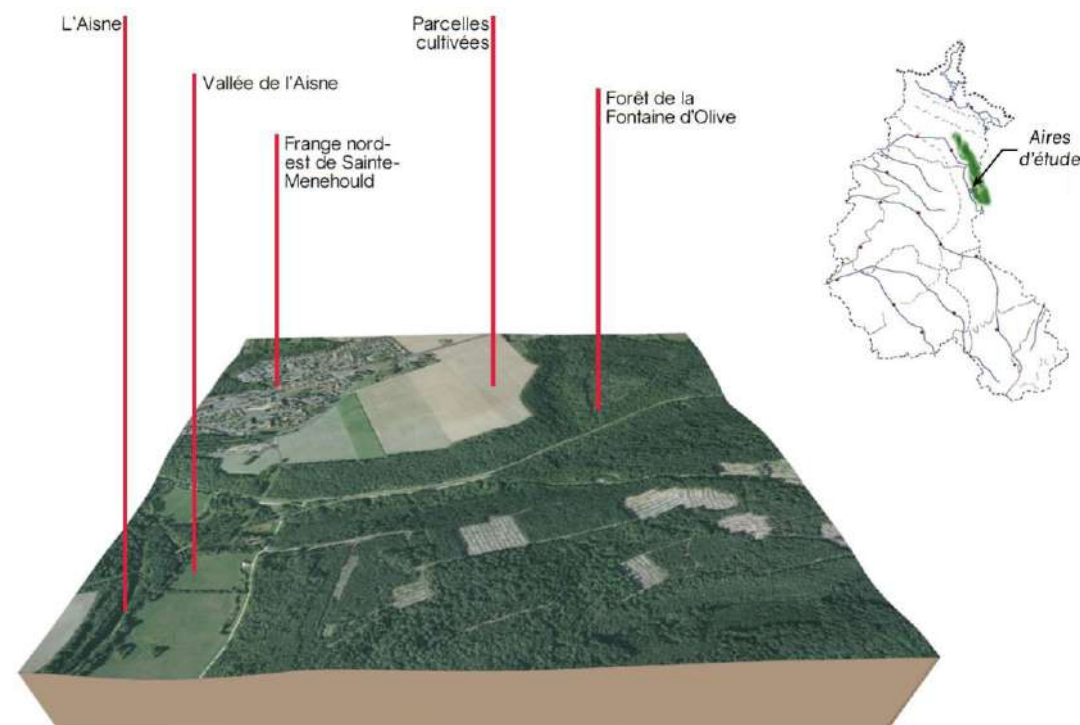 L'Aisne
Vallée de l'Aisne
Frange nord-
est de Sainte-
Menehould
Parcelles
cultivées
Forêt de la
Fontaine d'Olive
Aires
d'étude